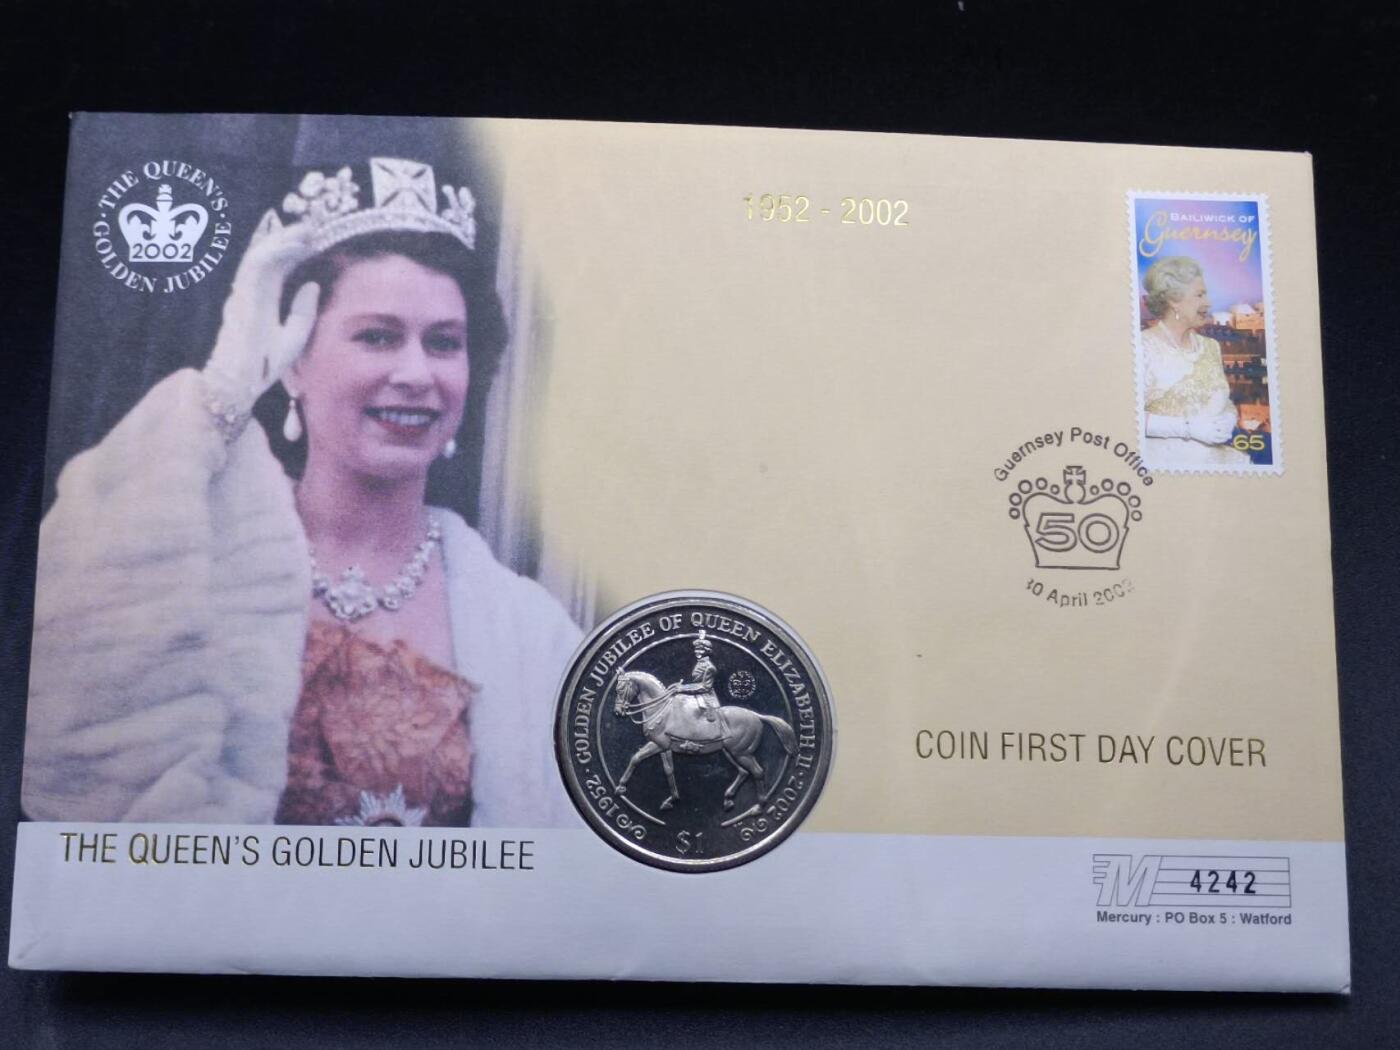 ·THE QUEEN'S·
GOLDEN JUBILEE
2002
1952 - 2002
BAILIWICK OF
Guernsey
65
Guernsey Post Office
50
April 2002
1952 · GOLDEN JUBILEE OF QUEEN ELIZABETH II · 2002
$1
COIN FIRST DAY COVER
THE QUEEN'S GOLDEN JUBILEE
M 4242
Mercury : PO Box 5 : Watford